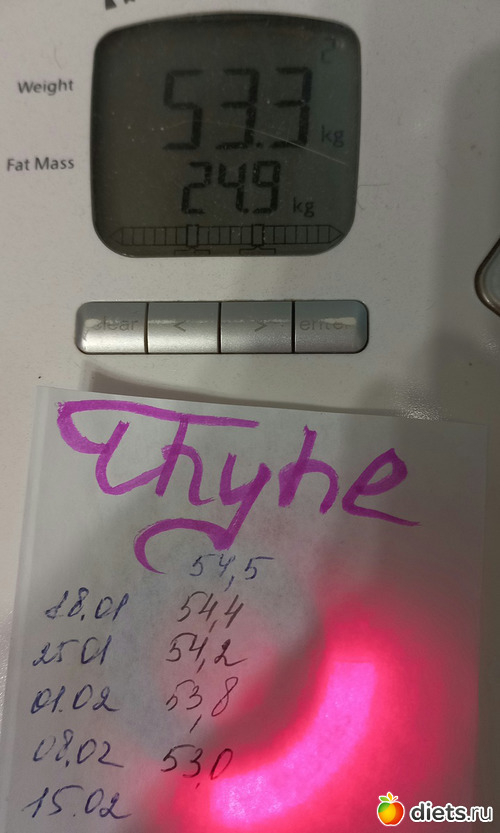 Weight
53.3 kg
Fat Mass
24.9 kg
clear < > enter
Thyne
54,5
18.01 54,4
25 01 54,2
01.02 53,8
08.02 53,0
15.02
diets.ru